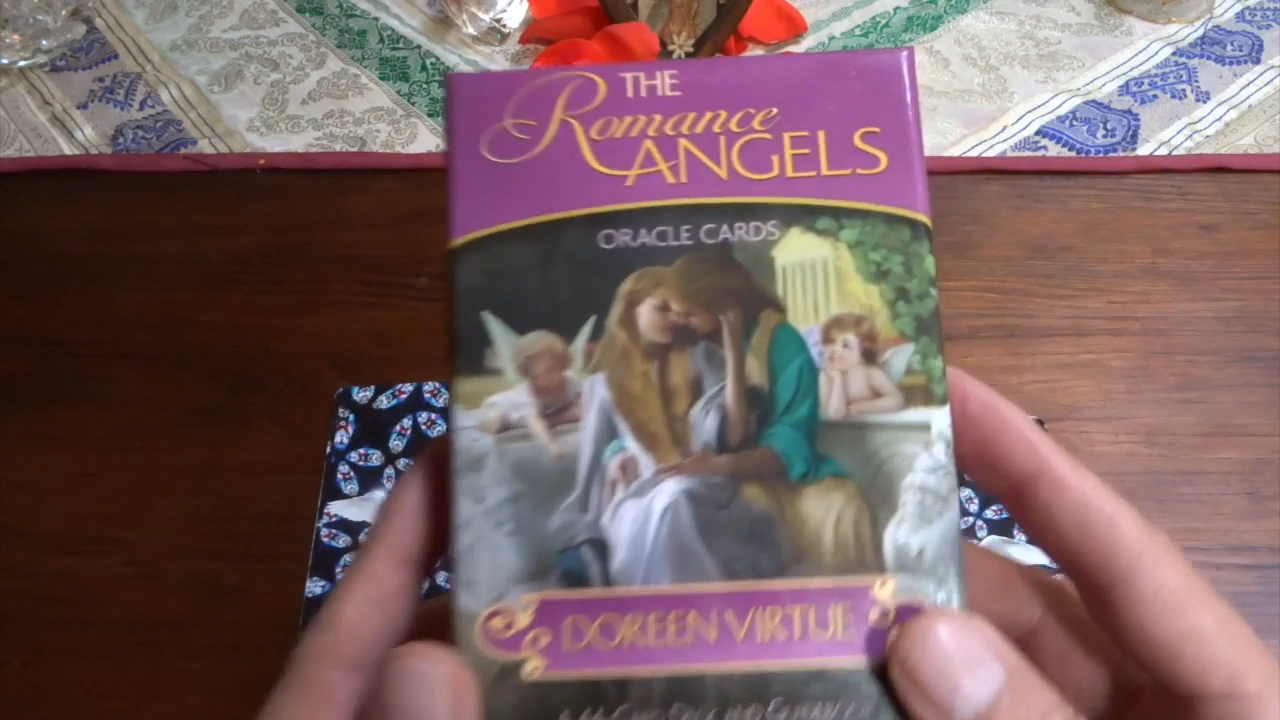 THE
Romance
ANGELS
ORACLE CARDS
DOREEN VIRTUE